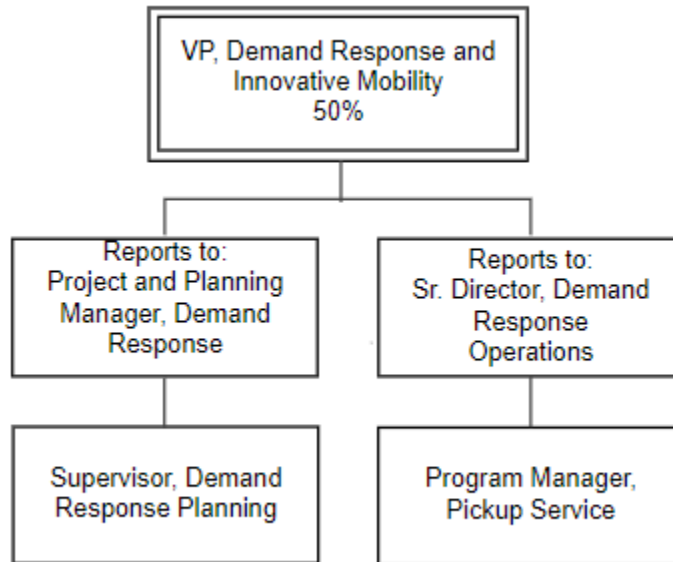 VP, Demand Response and
Innovative Mobility
50%
Reports to:
Project and Planning
Manager, Demand
Response
Reports to:
Sr. Director, Demand
Response
Operations
Supervisor, Demand
Response Planning
Program Manager,
Pickup Service